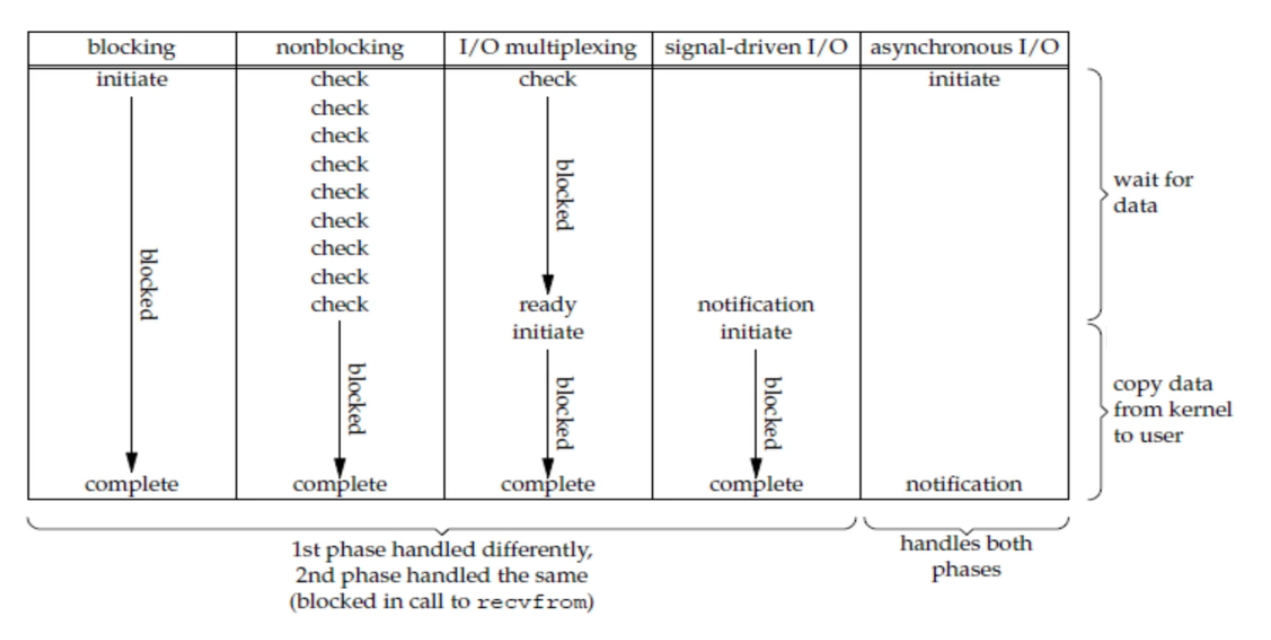 blocking nonblocking I/O multiplexing signal-driven I/O asynchronous I/O
initiate check check initiate
check
check
check
check
check
check
check
check ready notification
initiate initiate
blocked
blocked
blocked
blocked
blocked
complete complete complete complete notification
wait for
data
copy data
from kernel
to user
1st phase handled differently,
2nd phase handled the same
(blocked in call to recvfrom)
handles both
phases